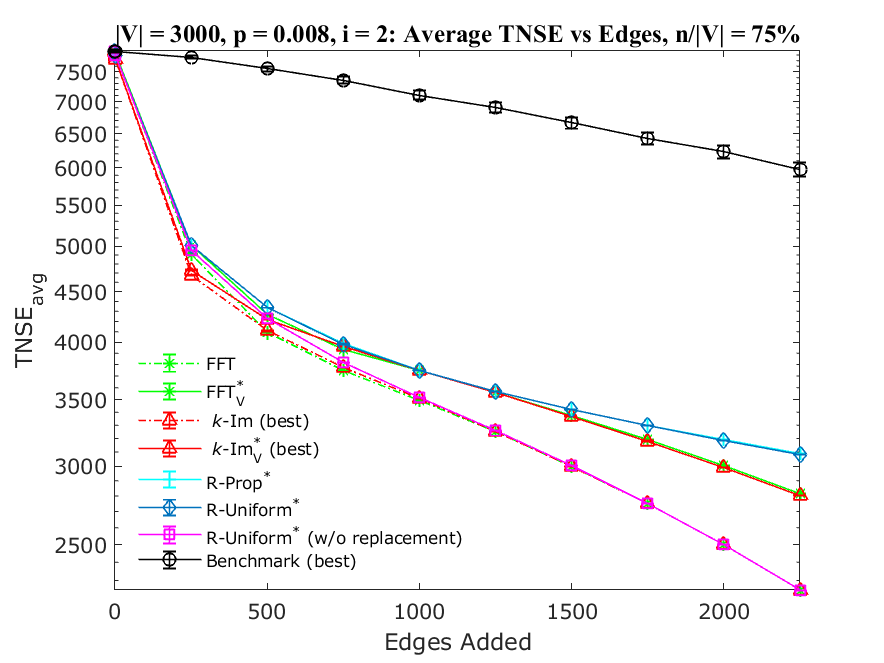 |V| = 3000, p = 0.008, i = 2: Average TNSE vs Edges, n/|V| = 75%
7500
7000
6500
6000
5500
5000
4500
4000
3500
3000
2500
TNSE_avg
FFT
FFT*_V
k-Im (best)
k-Im*_V (best)
R-Prop*
R-Uniform*
R-Uniform* (w/o replacement)
Benchmark (best)
0 500 1000 1500 2000
Edges Added